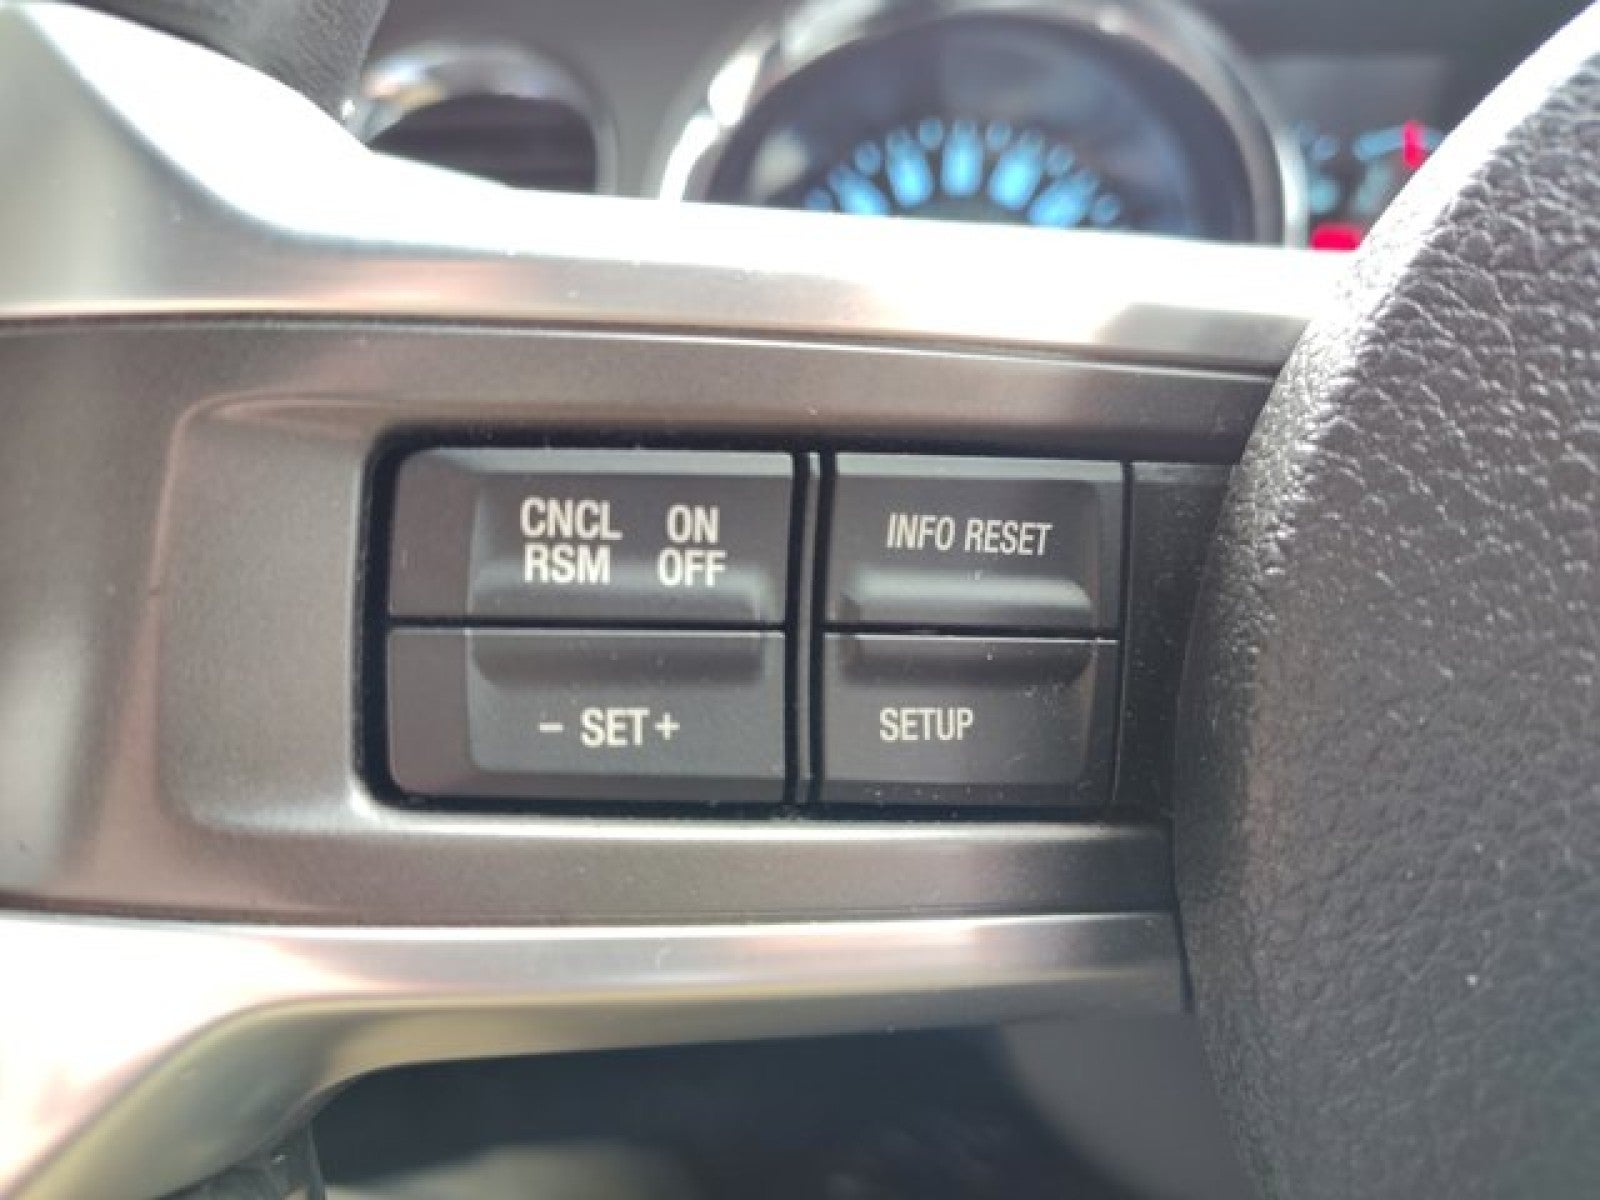 CNCL ON
RSM OFF
INFO RESET
- SET +
SETUP